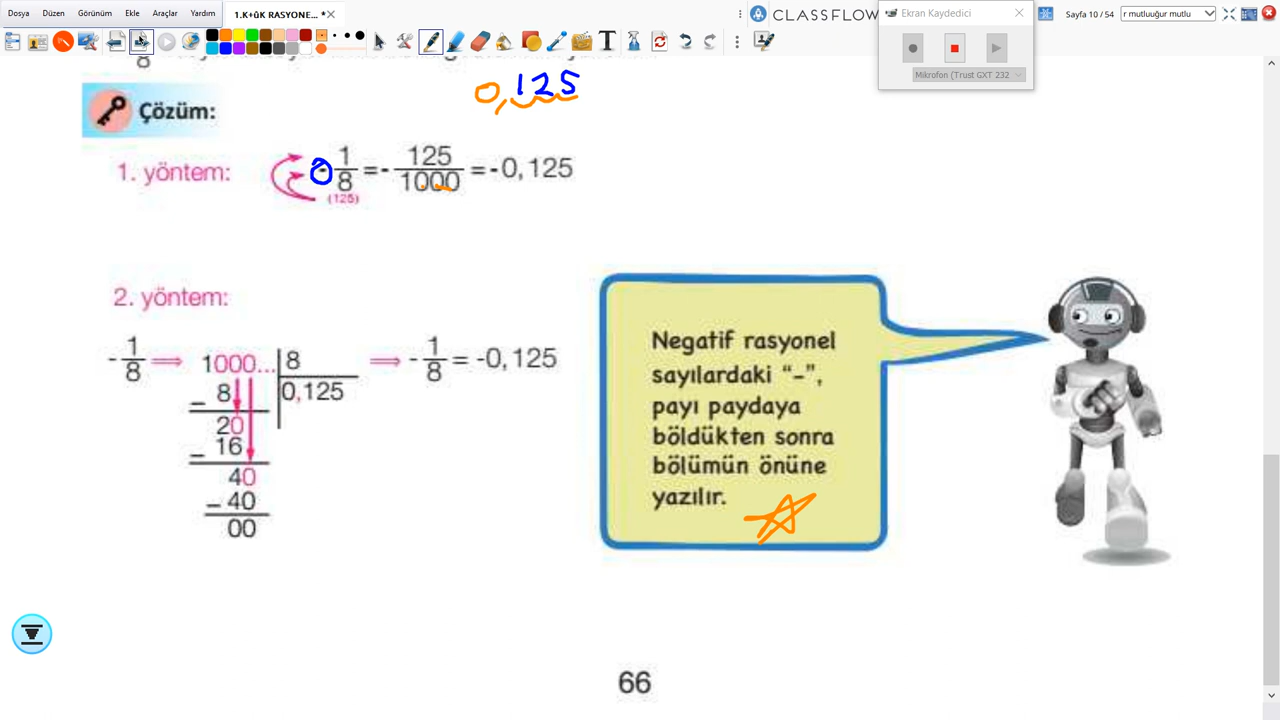 Dosya Düzen Görünüm Ekle Araçlar Yardım
1.K+ûK RASYONE... *
CLASSFLOW
Ekran Kaydedici
Sayfa 10 / 54
r mutluuğur mutlu
Mikrofon (Trust GXT 232
8
0,125
Çözüm:
1. yöntem:
- 1/8 = - 125/1000 = -0,125
(125)
2. yöntem:
- 1/8 ⟹ 1000... 8 ⟹ - 1/8 = -0,125
- 8 0,125
20
- 16
40
- 40
00
Negatif rasyonel
sayılardaki “-”,
payı paydaya
böldükten sonra
bölümün önüne
yazılır.
66